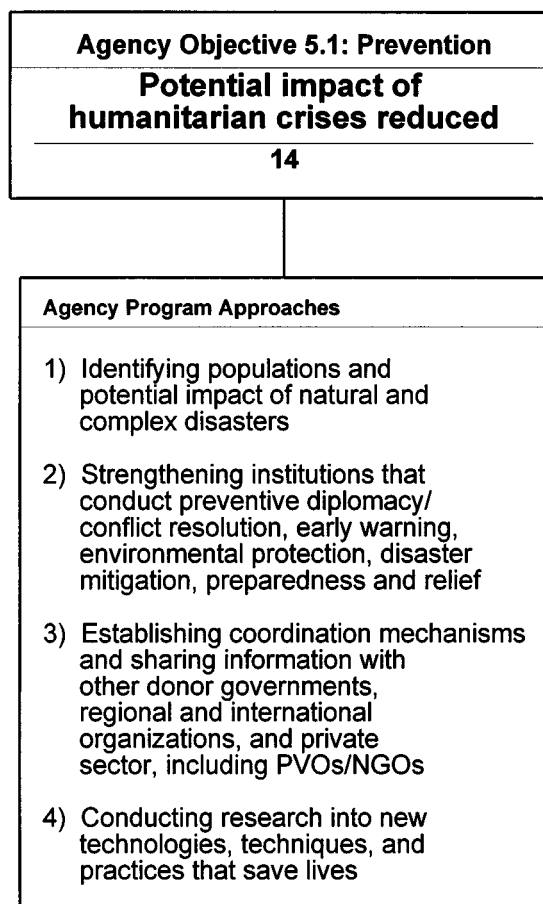 Agency Objective 5.1: Prevention
Potential impact of
humanitarian crises reduced
14
Agency Program Approaches
1) Identifying populations and
potential impact of natural and
complex disasters
2) Strengthening institutions that
conduct preventive diplomacy/
conflict resolution, early warning,
environmental protection, disaster
mitigation, preparedness and relief
3) Establishing coordination mechanisms
and sharing information with
other donor governments,
regional and international
organizations, and private
sector, including PVOs/NGOs
4) Conducting research into new
technologies, techniques, and
practices that save lives